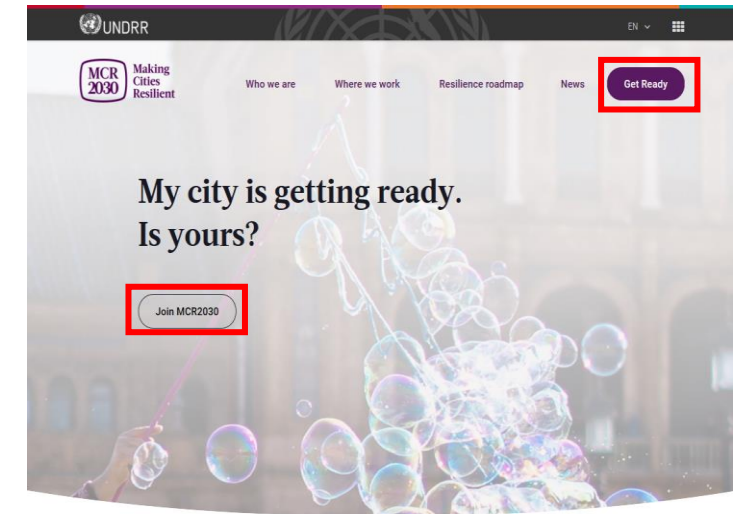 UNDRR
EN
MCR
2030
Making
Cities
Resilient
Who we are
Where we work
Resilience roadmap
News
Get Ready
My city is getting ready.
Is yours?
Join MCR2030